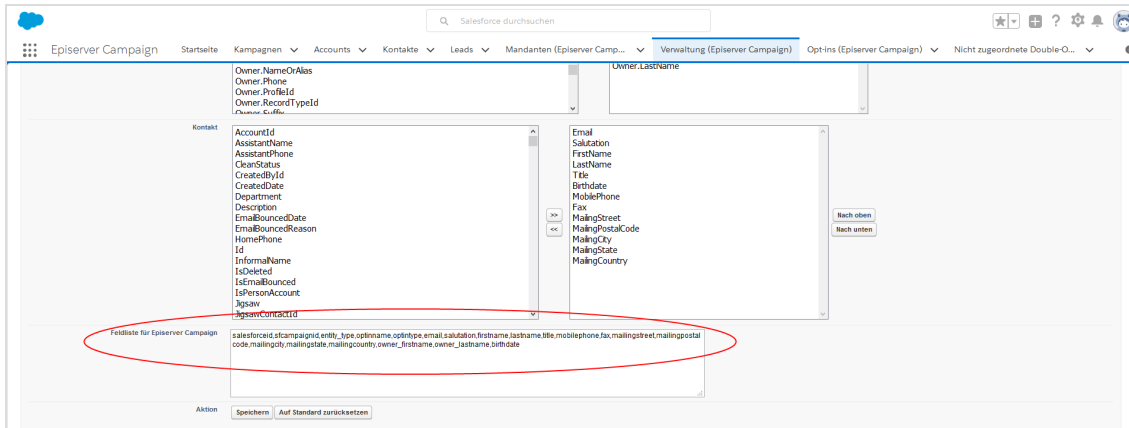 Salesforce durchsuchen
Episerver Campaign Startseite Kampagnen Accounts Kontakte Leads Mandanten (Episerver Camp... Verwaltung (Episerver Campaign) Opt-ins (Episerver Campaign) Nicht zugeordnete Double-O...
Owner.NameOrAlias
Owner.Phone
Owner.ProfileId
Owner.RecordTypeId
Owner.Suffix
Owner.LastName
Kontakt
AccountId
AssistantName
AssistantPhone
CleanStatus
CreatedById
CreatedDate
Department
Description
EmailBouncedDate
EmailBouncedReason
HomePhone
Id
InformalName
IsDeleted
IsEmailBounced
IsPersonAccount
Jigsaw
JigsawContactId
>>
<<
Email
Salutation
FirstName
LastName
Title
Birthdate
MobilePhone
Fax
MailingStreet
MailingPostalCode
MailingCity
MailingState
MailingCountry
Nach oben
Nach unten
Feldliste für Episerver Campaign
salesforceid,sfcampaignid,entity_type,optinname,optintype,email,salutation,firstname,lastname,title,mobilephone,fax,mailingstreet,mailingpostal
code,mailingcity,mailingstate,mailingcountry,owner_firstname,owner_lastname,birthdate
Aktion
Speichern Auf Standard zurücksetzen